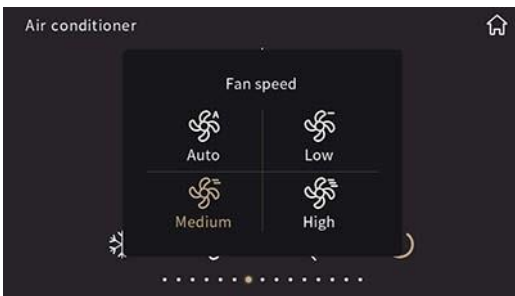 Air conditioner
Fan speed
A
Auto
Low
Medium
High